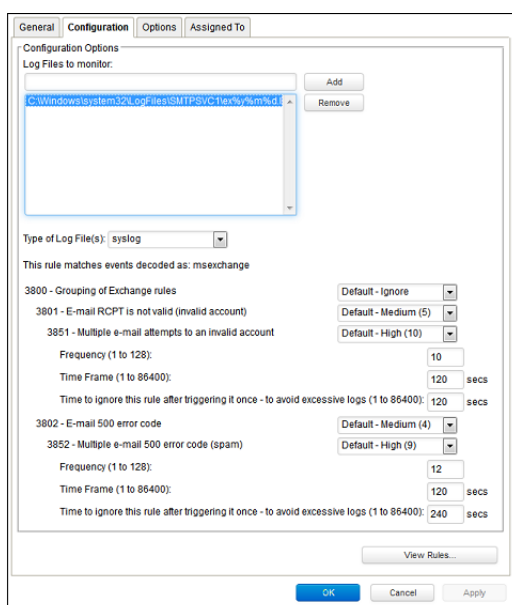 General Configuration Options Assigned To
Configuration Options
Log Files to monitor:
Add
C:\Windows\system32\LogFiles\SMTPSVC1\ex%y%m%d.
Remove
Type of Log File(s): syslog
This rule matches events decoded as: msexchange
3800 - Grouping of Exchange rules Default - Ignore
3801 - E-mail RCPT is not valid (invalid account) Default - Medium (5)
3851 - Multiple e-mail attempts to an invalid account Default - High (10)
Frequency (1 to 128): 10
Time Frame (1 to 86400): 120 secs
Time to ignore this rule after triggering it once - to avoid excessive logs (1 to 86400): 120 secs
3802 - E-mail 500 error code Default - Medium (4)
3852 - Multiple e-mail 500 error code (spam) Default - High (9)
Frequency (1 to 128): 12
Time Frame (1 to 86400): 120 secs
Time to ignore this rule after triggering it once - to avoid excessive logs (1 to 86400): 240 secs
View Rules...
OK Cancel Apply